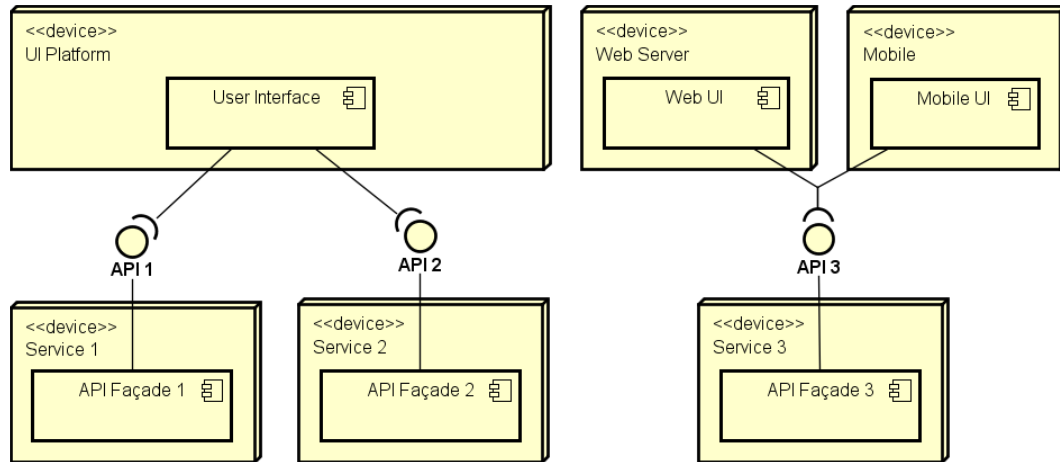 <<device>>
UI Platform
User Interface
<<device>>
Web Server
Web UI
<<device>>
Mobile
Mobile UI
API 1
API 2
API 3
<<device>>
Service 1
API Façade 1
<<device>>
Service 2
API Façade 2
<<device>>
Service 3
API Façade 3